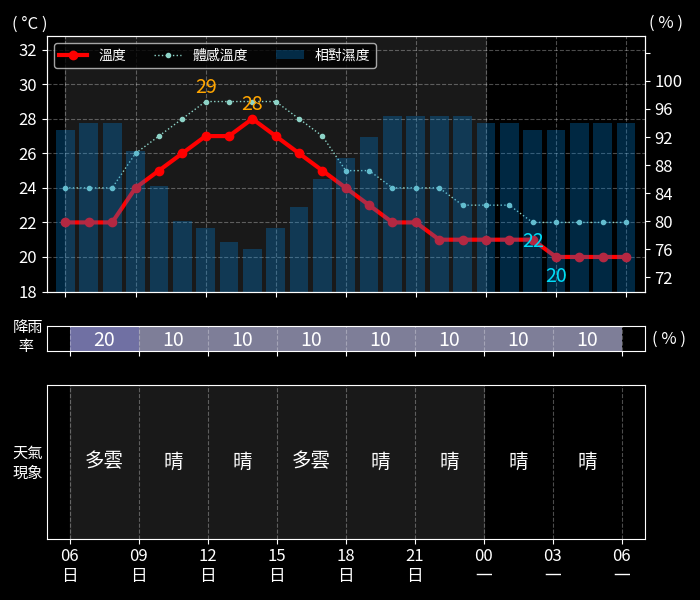 ( °C ) ( % )
溫度 體感溫度 相對濕度
32
30
28
26
24
22
20
18
100
96
92
88
84
80
76
72
29
28
22
20
降雨
率
20 10 10 10 10 10 10 10 ( % )
天氣
現象
多雲 晴 晴 多雲 晴 晴 晴 晴
06 09 12 15 18 21 00 03 06
日 日 日 日 日 日 一 一 一